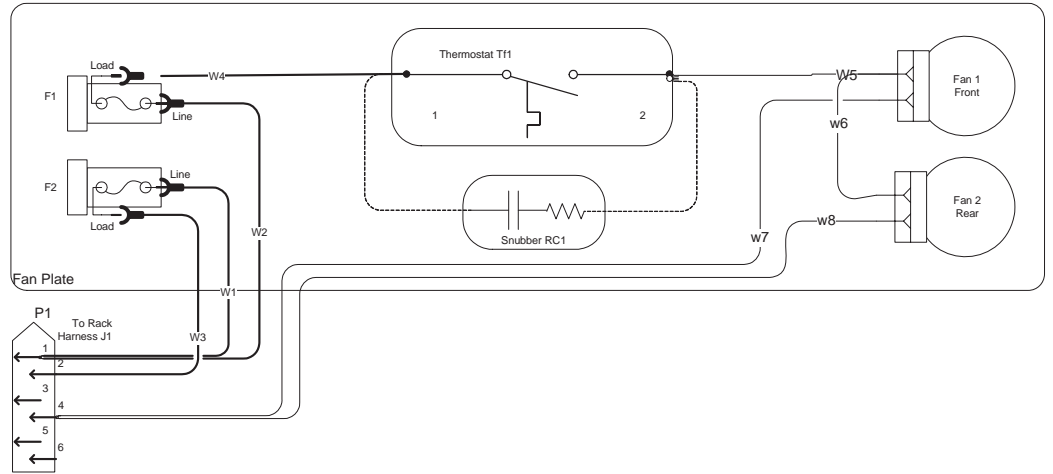 Load
F1
Line
W4
Thermostat Tf1
1
2
W5
w6
Fan 1
Front
F2
Line
Load
W2
Snubber RC1
w7
w8
Fan 2
Rear
Fan Plate
W1
W3
P1
To Rack
Harness J1
1
2
3
4
5
6